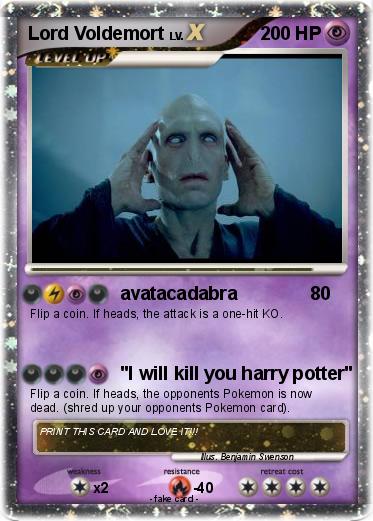 Lord Voldemort LV.X 200 HP
LEVEL-UP
avatacadabra 80
Flip a coin. If heads, the attack is a one-hit KO.
"I will kill you harry potter"
Flip a coin. If heads, the opponents Pokemon is now
dead. (shred up your opponents Pokemon card).
PRINT THIS CARD AND LOVE IT!!!
Illus. Benjamin Swenson
weakness resistance retreat cost
x2 -40
- fake card -